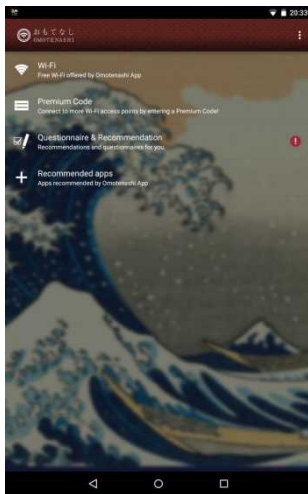 20:33
おもてなし
OMOTENASHI
Wi-Fi
Free Wi-Fi offered by Omotenashi App
Premium Code
Connect to more Wi-Fi access points by entering a Premium Code!
Questionnaire & Recommendation
Recommendations and questionnaires for you.
Recommended apps
Apps recommended by Omotenashi App